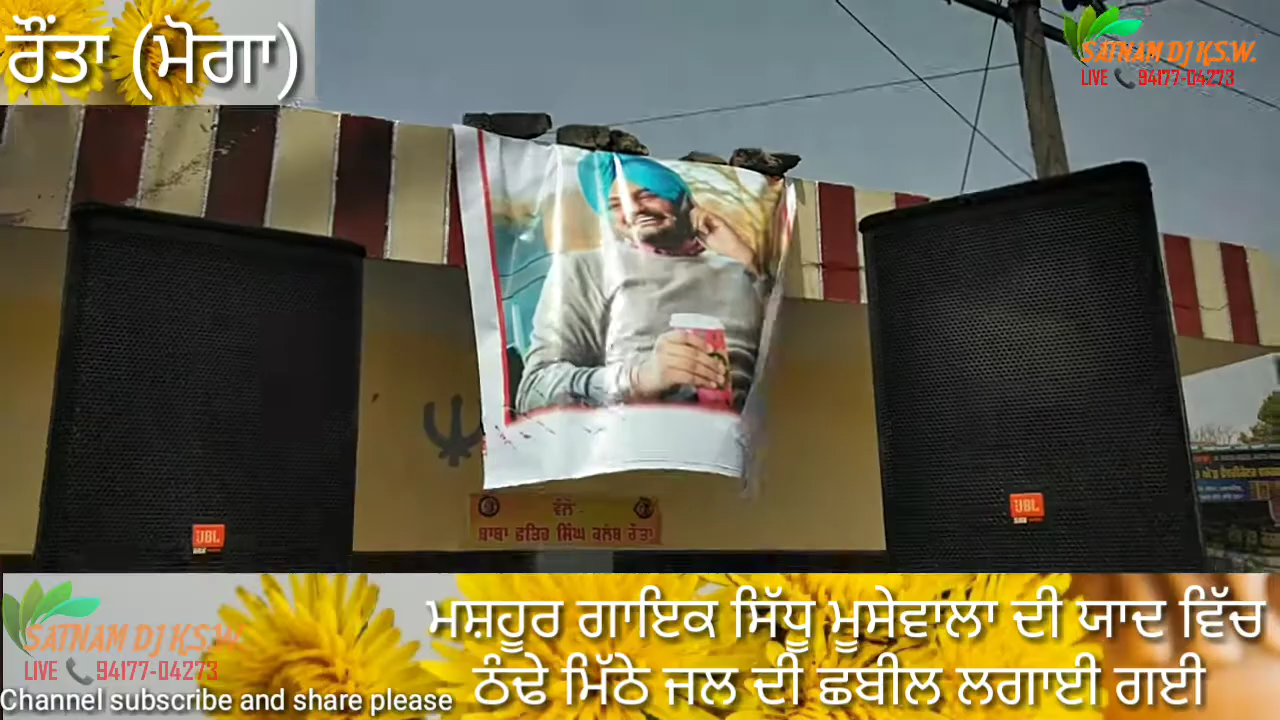 ਰੌਂਤਾ (ਮੋਗਾ)
SATNAM DJ K.S.W.
LIVE 94177-04273
JBL
JBL
ਵੱਲੋਂ -
ਬਾਬਾ ਫਤਿਹ ਸਿੰਘ ਕਲੱਬ ਰੌਂਤਾ
ਮਸ਼ਹੂਰ ਗਾਇਕ ਸਿੱਧੂ ਮੂਸੇਵਾਲਾ ਦੀ ਯਾਦ ਵਿੱਚ
ਠੰਢੇ ਮਿੱਠੇ ਜਲ ਦੀ ਛਬੀਲ ਲਗਾਈ ਗਈ
SATNAM DJ K.S.W.
LIVE 94177-04273
Channel subscribe and share please